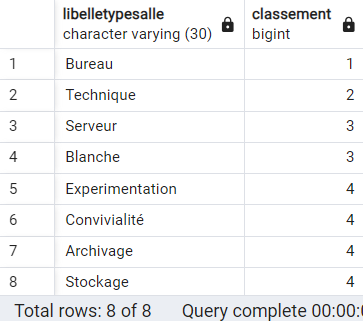 libelletypesalle classement
character varying (30) bigint
1 Bureau 1
2 Technique 2
3 Serveur 3
4 Blanche 3
5 Experimentation 4
6 Convivialité 4
7 Archivage 4
8 Stockage 4
Total rows: 8 of 8 Query complete 00:00: